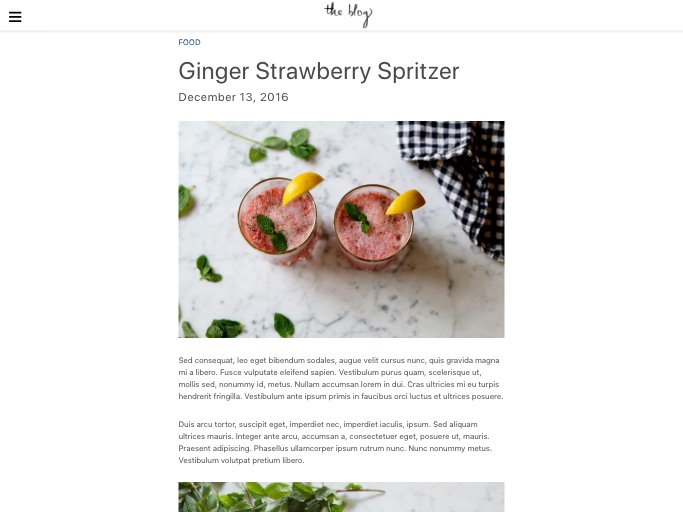 the blog
FOOD
Ginger Strawberry Spritzer
December 13, 2016
Sed consequat, leo eget bibendum sodales, augue velit cursus nunc, quis gravida magna
mi a libero. Fusce vulputate eleifend sapien. Vestibulum purus quam, scelerisque ut,
mollis sed, nonummy id, metus. Nullam accumsan lorem in dui. Cras ultricies mi eu turpis
hendrerit fringilla. Vestibulum ante ipsum primis in faucibus orci luctus et ultrices posuere.
Duis arcu tortor, suscipit eget, imperdiet nec, imperdiet iaculis, ipsum. Sed aliquam
ultrices mauris. Integer ante arcu, accumsan a, consectetuer eget, posuere ut, mauris.
Praesent adipiscing. Phasellus ullamcorper ipsum rutrum nunc. Nunc nonummy metus.
Vestibulum volutpat pretium libero.